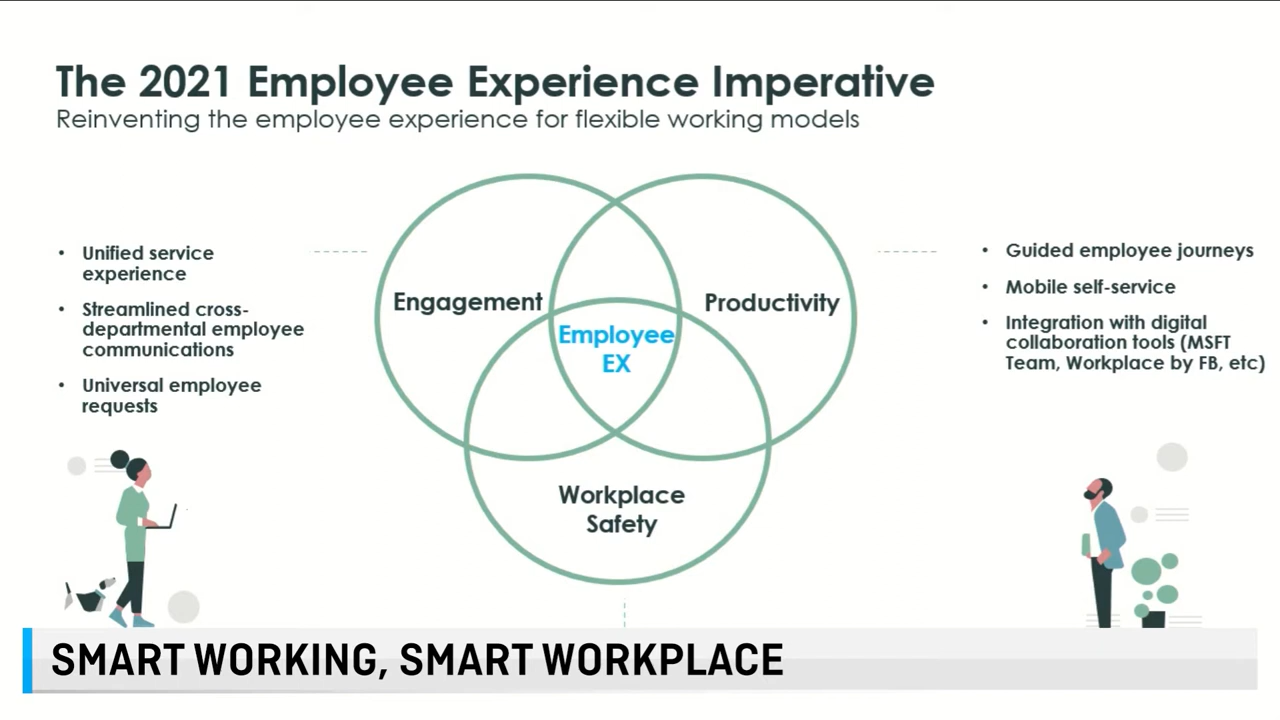 The 2021 Employee Experience Imperative
Reinventing the employee experience for flexible working models
• Unified service
experience
• Streamlined cross-
departmental employee
communications
• Universal employee
requests
Engagement
Productivity
Employee
EX
Workplace
Safety
• Guided employee journeys
• Mobile self-service
• Integration with digital
collaboration tools (MSFT
Team, Workplace by FB, etc)
SMART WORKING, SMART WORKPLACE